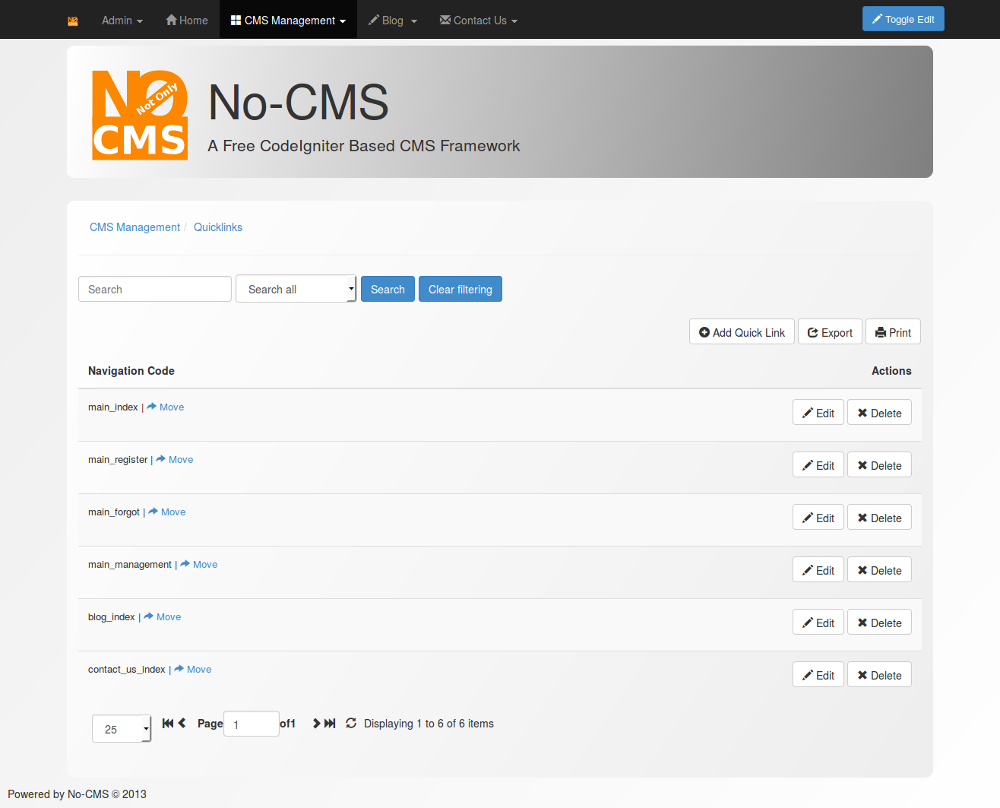 NO Admin Home CMS Management Blog Contact Us Toggle Edit
NO Not Only
CMS
No-CMS
A Free CodeIgniter Based CMS Framework
CMS Management / Quicklinks
Search Search all Search Clear filtering
Add Quick Link Export Print
Navigation Code Actions
main_index | Move Edit Delete
main_register | Move Edit Delete
main_forgot | Move Edit Delete
main_management | Move Edit Delete
blog_index | Move Edit Delete
contact_us_index | Move Edit Delete
25 Page 1 of1 Displaying 1 to 6 of 6 items
Powered by No-CMS © 2013